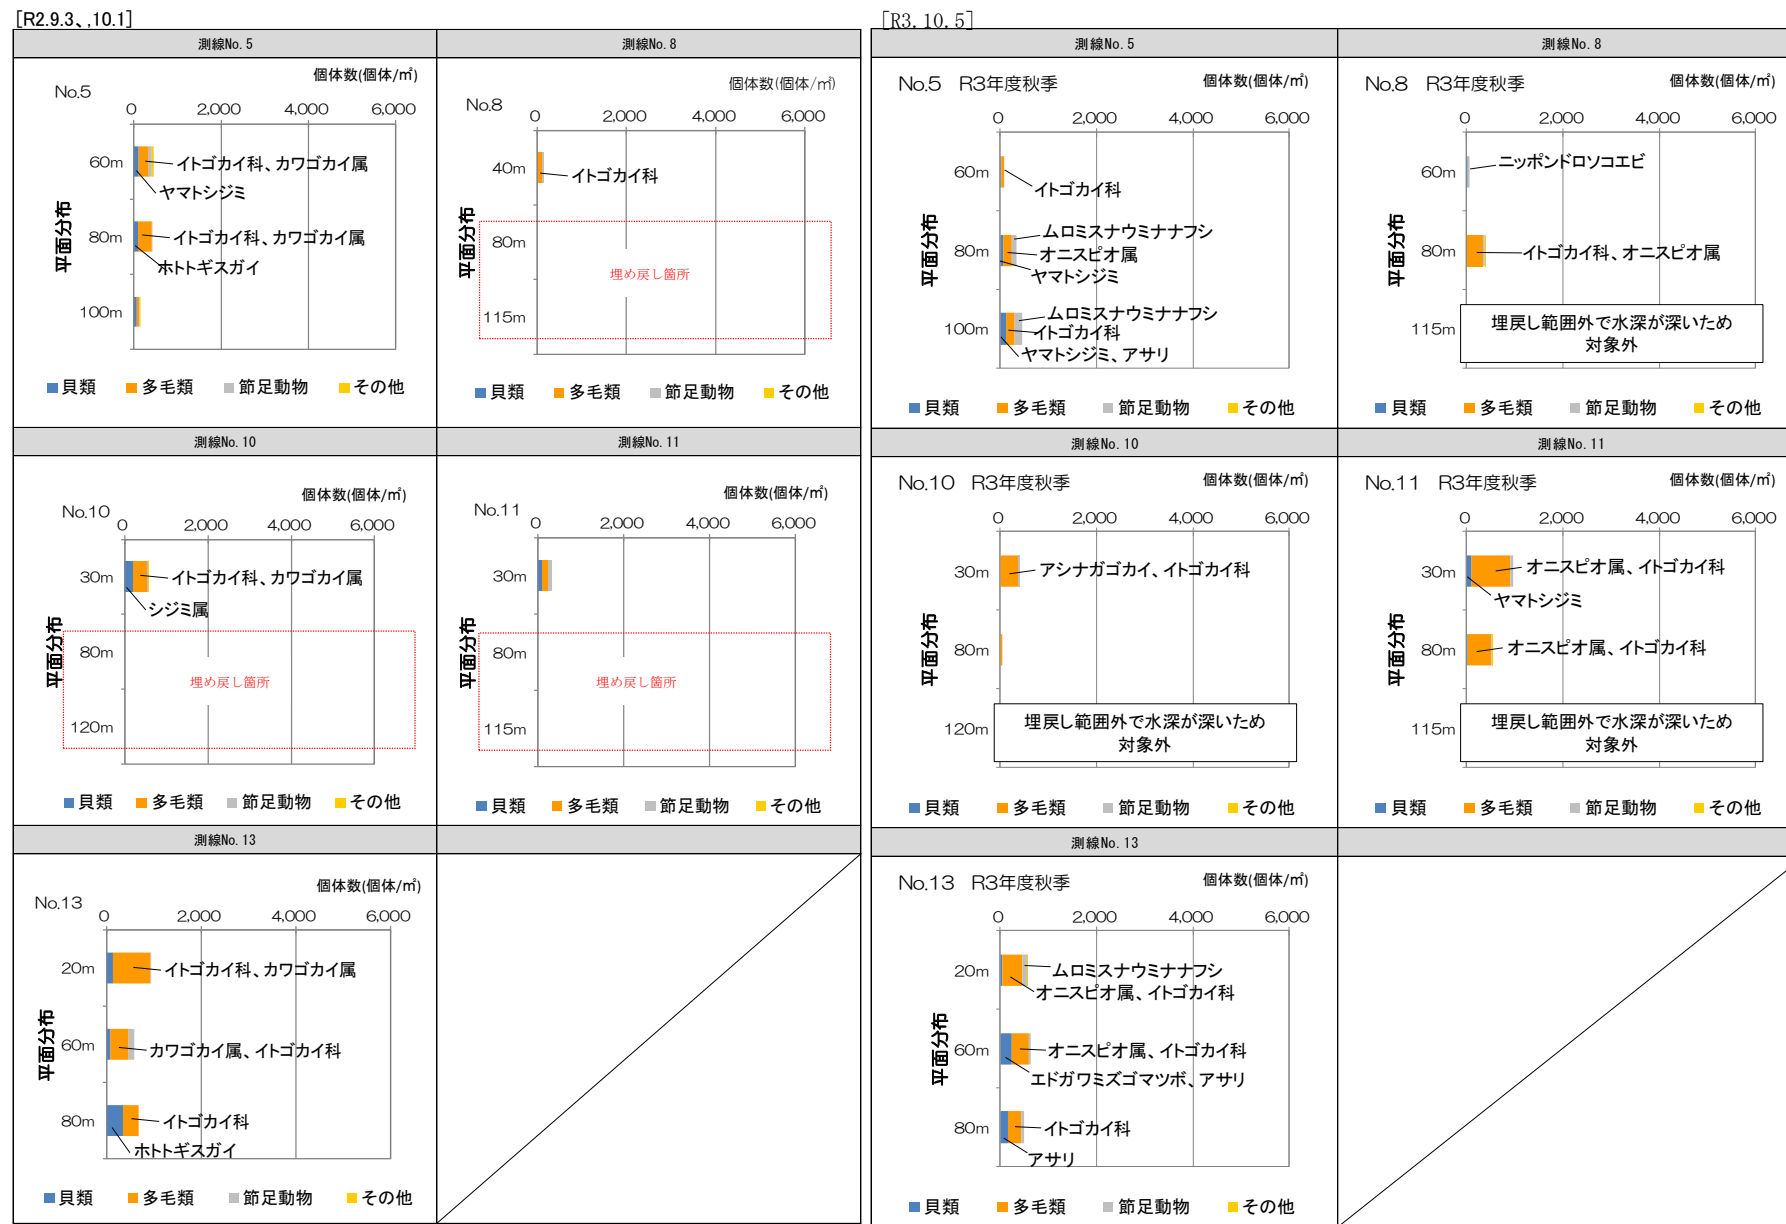 [R2.9.3、,10.1]
測線No. 5
測線No. 8
No.5
個体数(個体/㎡)
0
2,000
4,000
6,000
60m
80m
100m
平面分布
イトゴカイ科、カワゴカイ属
ヤマトシジミ
イトゴカイ科、カワゴカイ属
ホトトギスガイ
貝類
多毛類
節足動物
その他
No.8
個体数(個体/㎡)
0
2,000
4,000
6,000
40m
80m
115m
平面分布
イトゴカイ科
埋め戻し箇所
貝類
多毛類
節足動物
その他
測線No. 10
測線No. 11
No.10
個体数(個体/㎡)
0
2,000
4,000
6,000
30m
80m
120m
平面分布
イトゴカイ科、カワゴカイ属
シジミ属
埋め戻し箇所
貝類
多毛類
節足動物
その他
No.11
個体数(個体/㎡)
0
2,000
4,000
6,000
30m
80m
115m
平面分布
埋め戻し箇所
貝類
多毛類
節足動物
その他
測線No. 13
No.13
個体数(個体/㎡)
0
2,000
4,000
6,000
20m
60m
80m
平面分布
イトゴカイ科、カワゴカイ属
カワゴカイ属、イトゴカイ科
イトゴカイ科
ホトトギスガイ
貝類
多毛類
節足動物
その他
[R3. 10. 5]
測線No. 5
測線No. 8
No.5 R3年度秋季
個体数(個体/㎡)
0
2,000
4,000
6,000
60m
80m
100m
平面分布
イトゴカイ科
ムロミスナウミナナフシ
オニスピオ属
ヤマトシジミ
ムロミスナウミナナフシ
イトゴカイ科
ヤマトシジミ、アサリ
貝類
多毛類
節足動物
その他
No.8 R3年度秋季
個体数(個体/㎡)
0
2,000
4,000
6,000
60m
80m
115m
平面分布
ニッポンドロソコエビ
イトゴカイ科、オニスピオ属
埋戻し範囲外で水深が深いため
対象外
貝類
多毛類
節足動物
その他
測線No. 10
測線No. 11
No.10 R3年度秋季
個体数(個体/㎡)
0
2,000
4,000
6,000
30m
80m
120m
平面分布
アシナガゴカイ、イトゴカイ科
埋戻し範囲外で水深が深いため
対象外
貝類
多毛類
節足動物
その他
No.11 R3年度秋季
個体数(個体/㎡)
0
2,000
4,000
6,000
30m
80m
115m
平面分布
オニスピオ属、イトゴカイ科
ヤマトシジミ
オニスピオ属、イトゴカイ科
埋戻し範囲外で水深が深いため
対象外
貝類
多毛類
節足動物
その他
測線No. 13
No.13 R3年度秋季
個体数(個体/㎡)
0
2,000
4,000
6,000
20m
60m
80m
平面分布
ムロミスナウミナナフシ
オニスピオ属、イトゴカイ科
オニスピオ属、イトゴカイ科
エドガワミズゴマツボ、アサリ
イトゴカイ科
アサリ
貝類
多毛類
節足動物
その他